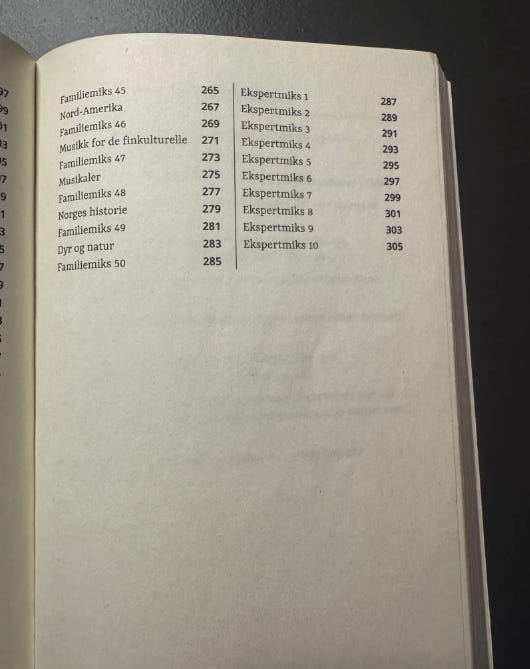 Familiemiks 45 265
Nord-Amerika 267
Familiemiks 46 269
Musikk for de finkulturelle 271
Familiemiks 47 273
Musikaler 275
Familiemiks 48 277
Norges historie 279
Familiemiks 49 281
Dyr og natur 283
Familiemiks 50 285
Ekspertmiks 1 287
Ekspertmiks 2 289
Ekspertmiks 3 291
Ekspertmiks 4 293
Ekspertmiks 5 295
Ekspertmiks 6 297
Ekspertmiks 7 299
Ekspertmiks 8 301
Ekspertmiks 9 303
Ekspertmiks 10 305